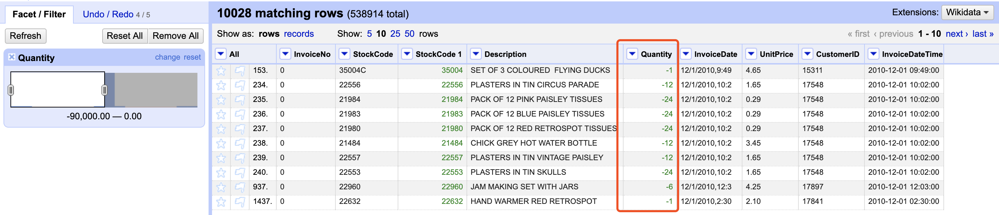 Facet / Filter Undo / Redo 4 / 5
Refresh Reset All Remove All
Quantity change reset
-90,000.00 — 0.00
10028 matching rows (538914 total) Extensions: Wikidata
Show as: rows records Show: 5 10 25 50 rows « first ‹ previous 1 - 10 next › last »
All InvoiceNo StockCode StockCode 1 Description Quantity InvoiceDate UnitPrice CustomerID InvoiceDateTime
153. 0 35004C 35004 SET OF 3 COLOURED FLYING DUCKS -1 12/1/2010,9:49 4.65 15311 2010-12-01 09:49:00
234. 0 22556 22556 PLASTERS IN TIN CIRCUS PARADE -12 12/1/2010,10:2 1.65 17548 2010-12-01 10:02:00
235. 0 21984 21984 PACK OF 12 PINK PAISLEY TISSUES -24 12/1/2010,10:2 0.29 17548 2010-12-01 10:02:00
236. 0 21983 21983 PACK OF 12 BLUE PAISLEY TISSUES -24 12/1/2010,10:2 0.29 17548 2010-12-01 10:02:00
237. 0 21980 21980 PACK OF 12 RED RETROSPOT TISSUES -24 12/1/2010,10:2 0.29 17548 2010-12-01 10:02:00
238. 0 21484 21484 CHICK GREY HOT WATER BOTTLE -12 12/1/2010,10:2 3.45 17548 2010-12-01 10:02:00
239. 0 22557 22557 PLASTERS IN TIN VINTAGE PAISLEY -12 12/1/2010,10:2 1.65 17548 2010-12-01 10:02:00
240. 0 22553 22553 PLASTERS IN TIN SKULLS -24 12/1/2010,10:2 1.65 17548 2010-12-01 10:02:00
937. 0 22960 22960 JAM MAKING SET WITH JARS -6 12/1/2010,12:3 4.25 17897 2010-12-01 12:03:00
1437. 0 22632 22632 HAND WARMER RED RETROSPOT -1 12/1/2010,2:30 2.10 17841 2010-12-01 02:30:00